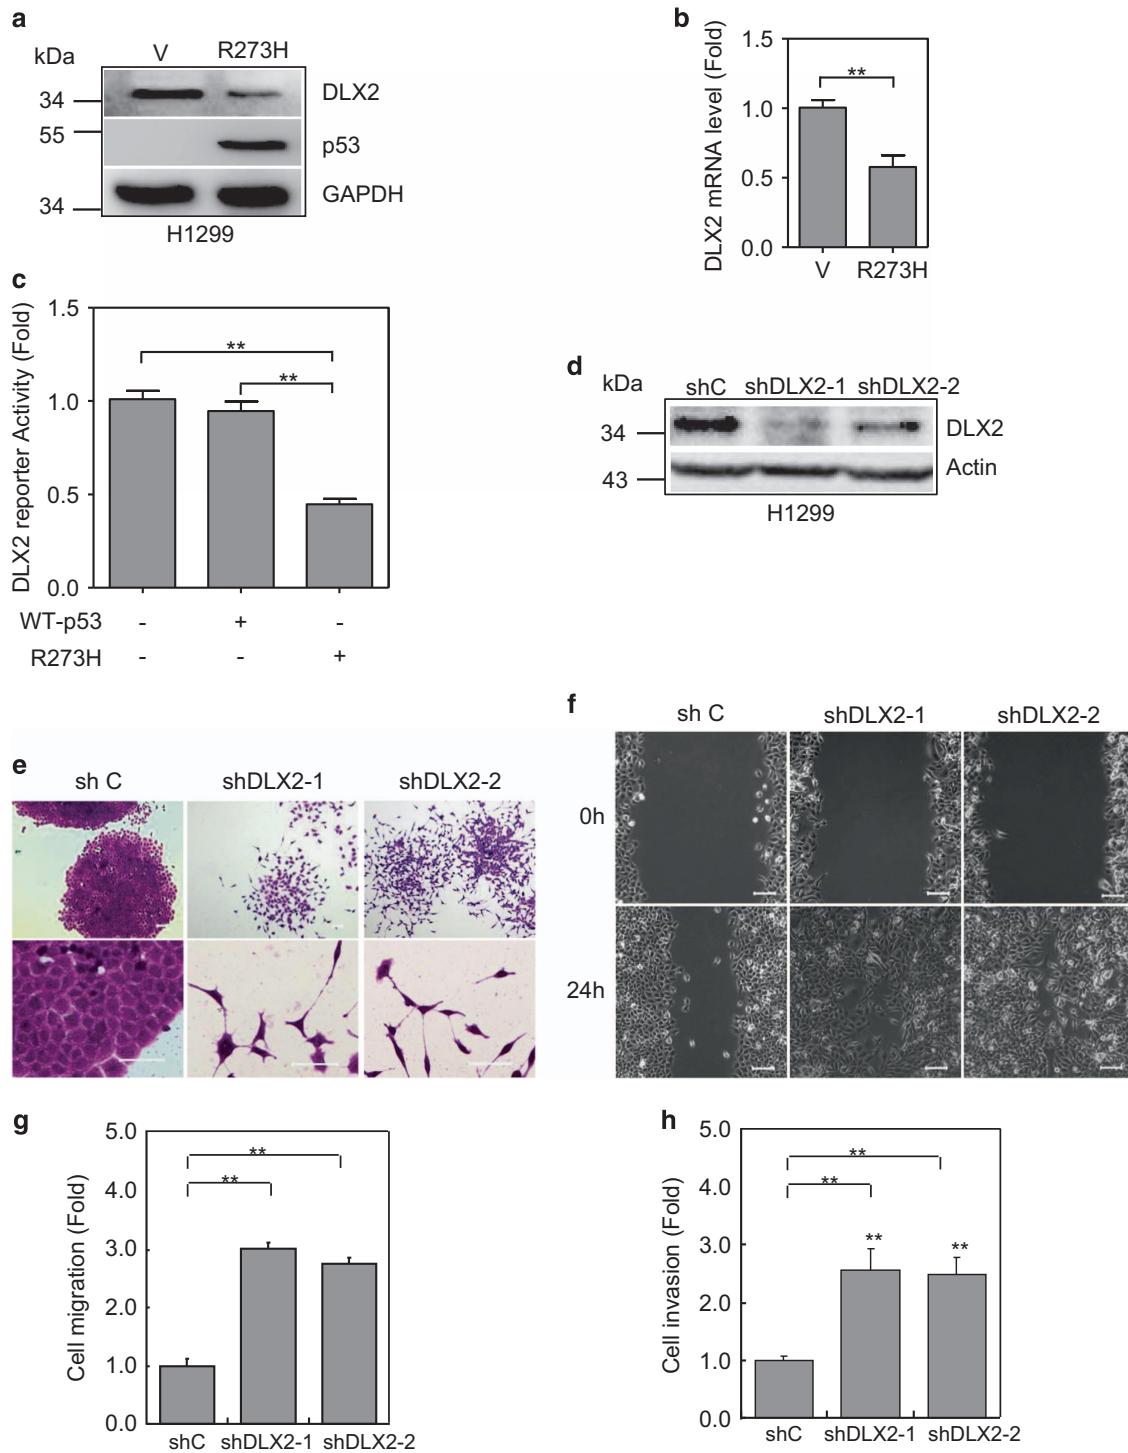 a
kDa V R273H
34 DLX2
55 p53
34 GAPDH
H1299
b
DLX2 mRNA level (Fold)
1.5
**
1.0
0.5
0.0
V R273H
c
DLX2 reporter Activity (Fold)
1.5
**
**
1.0
0.5
0.0
WT-p53 - + -
R273H - - +
d
kDa shC shDLX2-1 shDLX2-2
34 DLX2
43 Actin
H1299
e
sh C shDLX2-1 shDLX2-2
f
sh C shDLX2-1 shDLX2-2
0h
24h
g
Cell migration (Fold)
5.0
**
4.0
**
3.0
2.0
1.0
0.0
shC shDLX2-1 shDLX2-2
h
Cell invasion (Fold)
5.0
**
4.0
**
3.0
** **
2.0
1.0
0.0
shC shDLX2-1 shDLX2-2